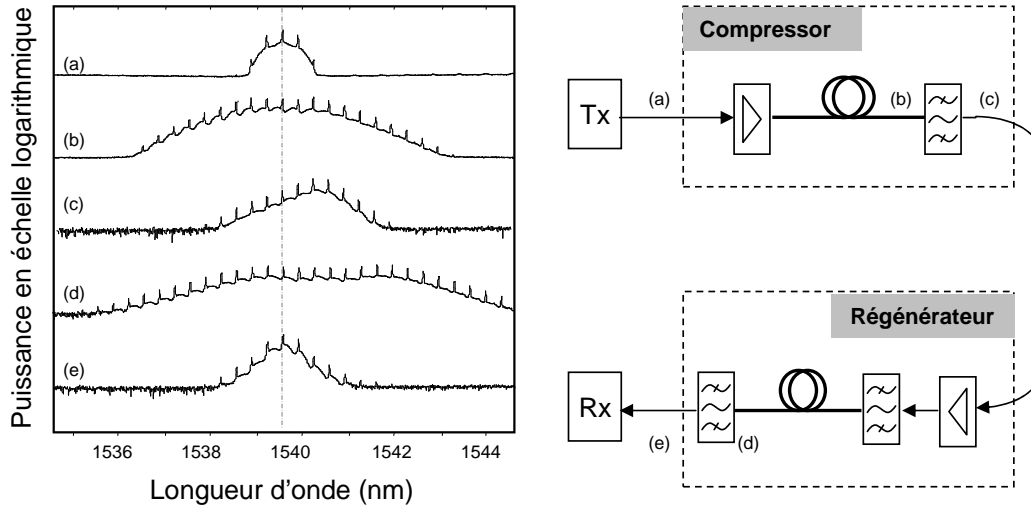 Puissance en échelle logarithmique
(a)
(b)
(c)
(d)
(e)
1536
1538
1540
1542
1544
Longueur d'onde (nm)
Compressor
Tx
(a)
(b)
(c)
Régénérateur
Rx
(e)
(d)